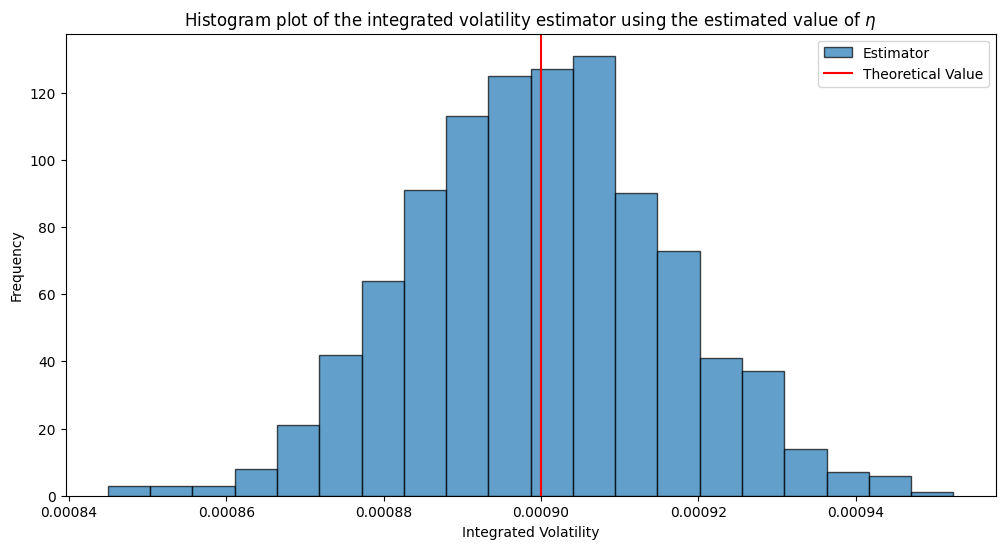 Histogram plot of the integrated volatility estimator using the estimated value of η
Estimator
Theoretical Value
Frequency
120
100
80
60
40
20
0
0.00084
0.00086
0.00088
0.00090
0.00092
0.00094
Integrated Volatility